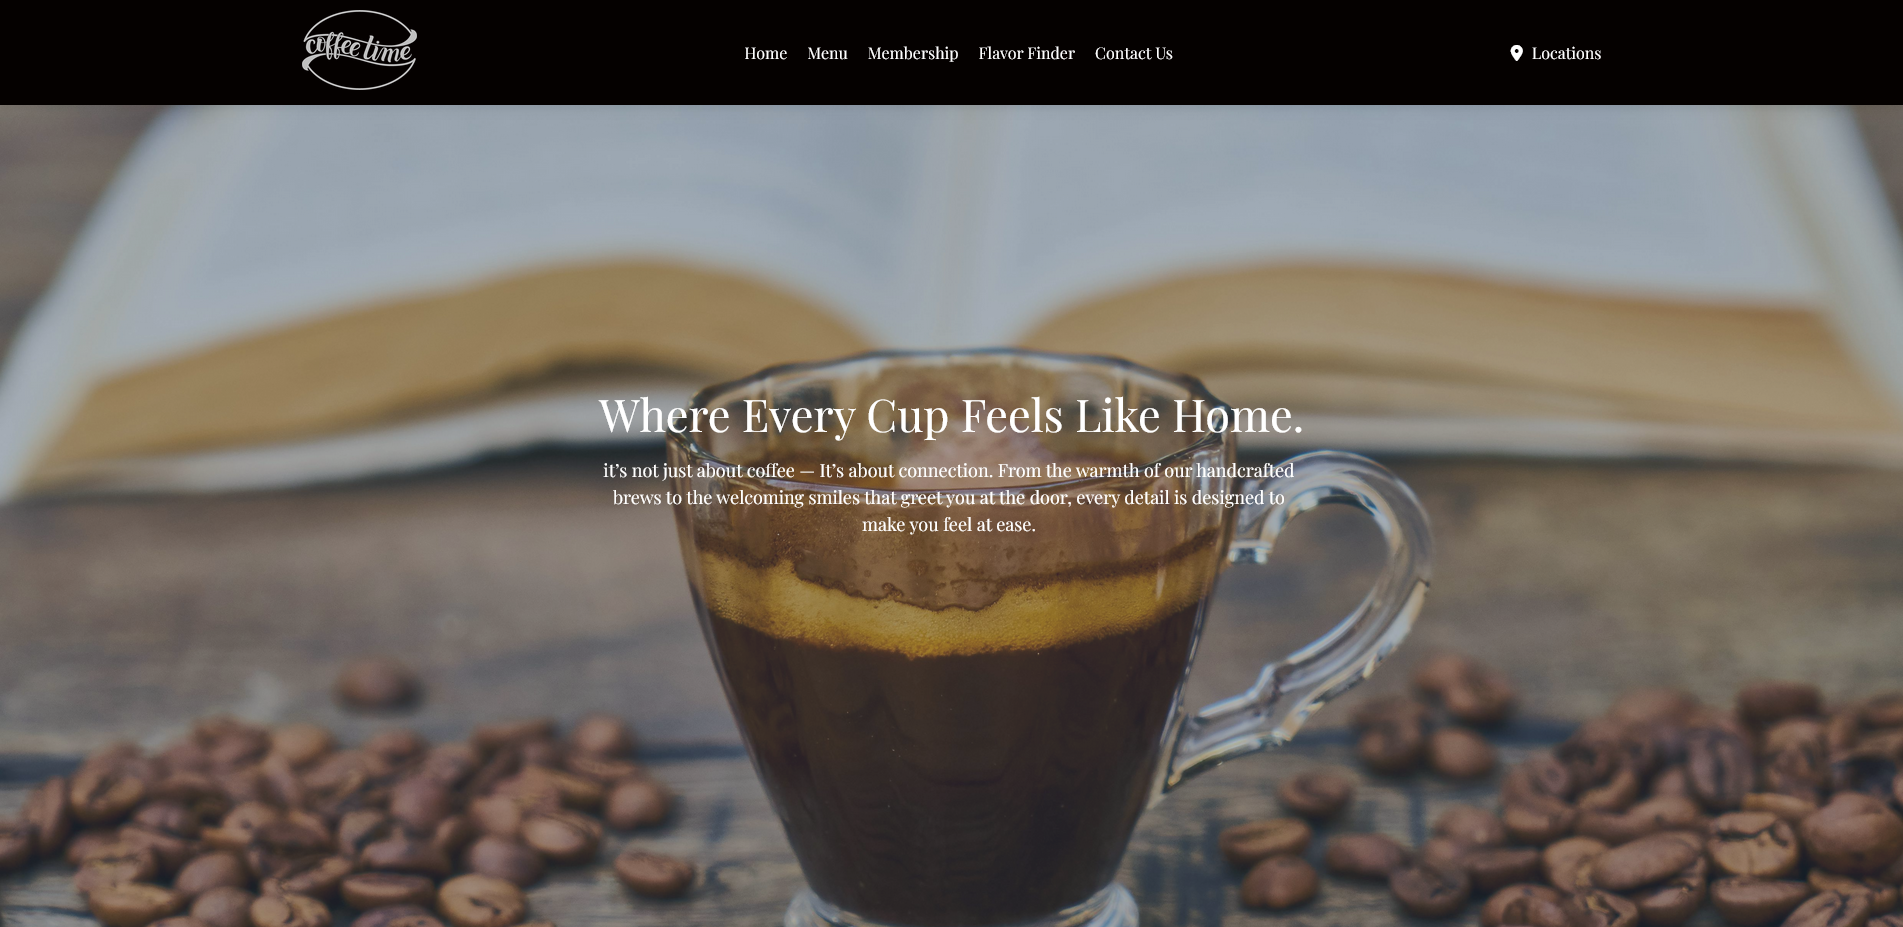 coffee time
Home Menu Membership Flavor Finder Contact Us
Locations
Where Every Cup Feels Like Home.
it's not just about coffee — It's about connection. From the warmth of our handcrafted
brews to the welcoming smiles that greet you at the door, every detail is designed to
make you feel at ease.